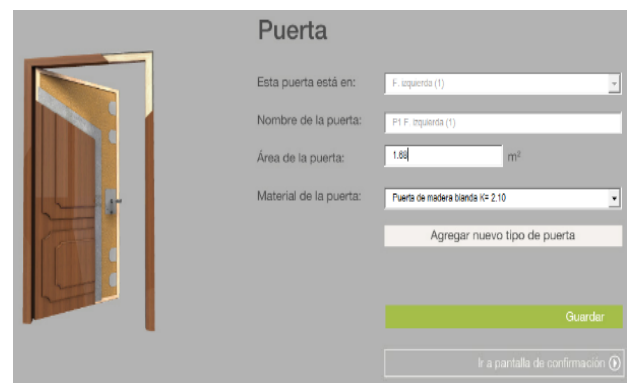 Puerta
Esta puerta está en: F. izquierda (1)
Nombre de la puerta: P1 F. izquierda (1)
Área de la puerta: 1.68 m²
Material de la puerta: Puerta de madera blanda K= 2.10
Agregar nuevo tipo de puerta
Guardar
Ir a pantalla de confirmación